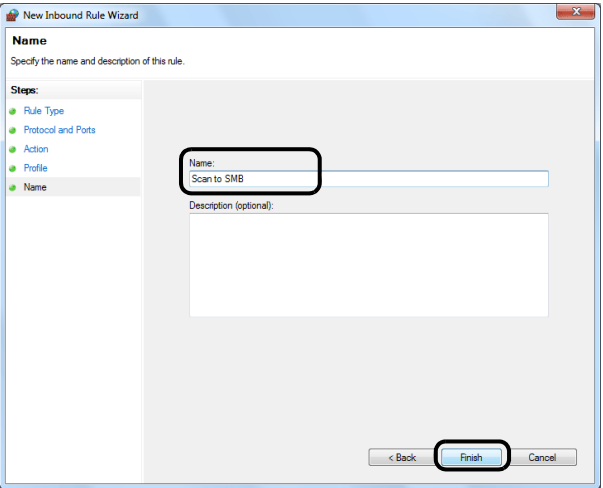 New Inbound Rule Wizard
Name
Specify the name and description of this rule.
Steps:
Rule Type
Protocol and Ports
Action
Profile
Name
Name:
Scan to SMB
Description (optional):
< Back
Finish
Cancel